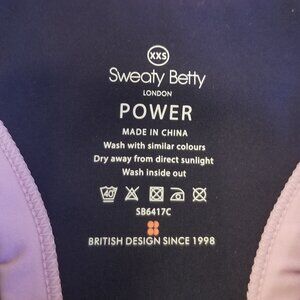 XXS
Sweaty Betty
LONDON
POWER
MADE IN CHINA
Wash with similar colours
Dry away from direct sunlight
Wash inside out
40°
SB6417C
BRITISH DESIGN SINCE 1998